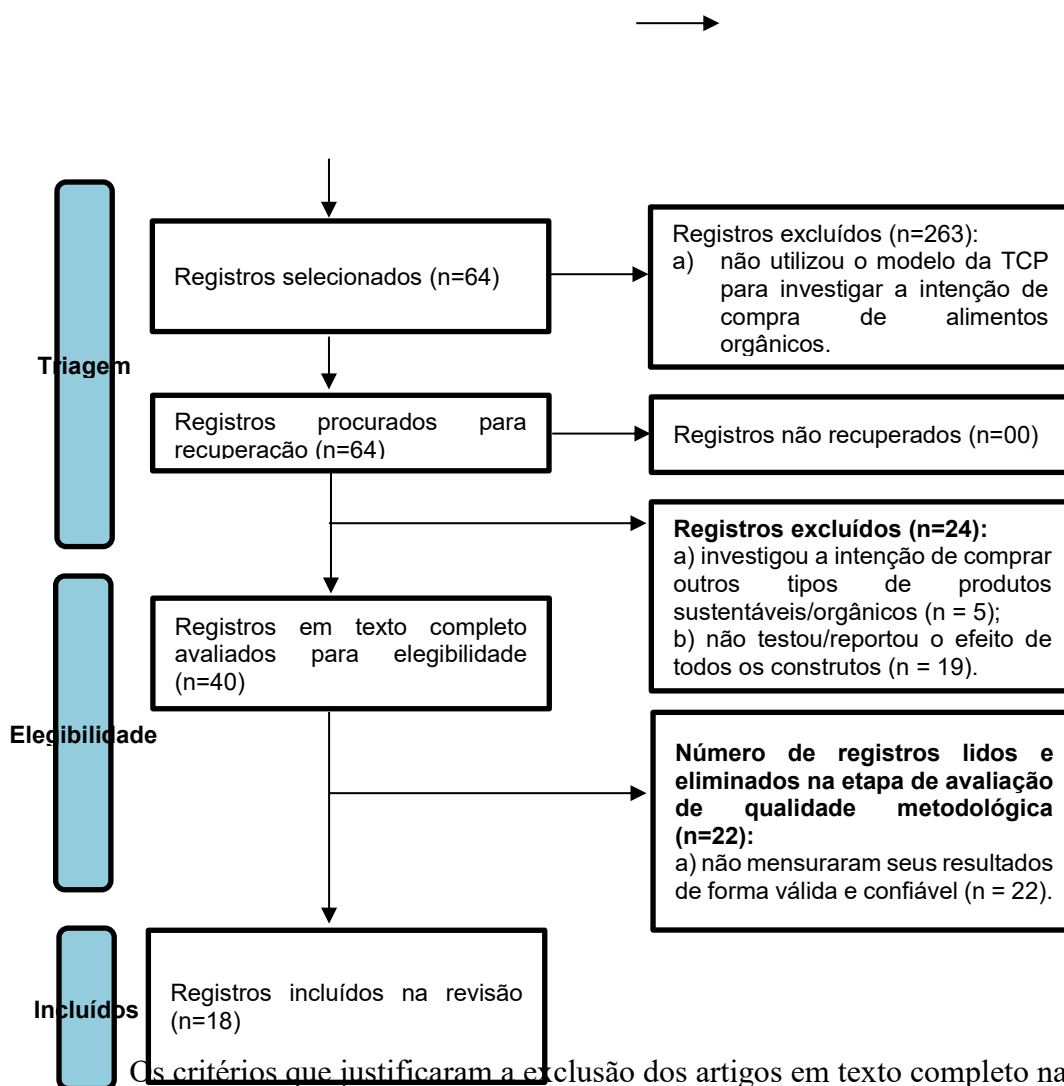 Triagem
Registros selecionados (n=64)
Registros excluídos (n=263):
a) não utilizou o modelo da TCP
para investigar a intenção de
compra de alimentos
orgânicos.
Registros procurados para
recuperação (n=64)
Registros não recuperados (n=00)
Registros excluídos (n=24):
a) investigou a intenção de comprar
outros tipos de produtos
sustentáveis/orgânicos (n = 5);
b) não testou/reportou o efeito de
todos os construtos (n = 19).
Elegibilidade
Registros em texto completo
avaliados para elegibilidade
(n=40)
Número de registros lidos e
eliminados na etapa de avaliação
de qualidade metodológica
(n=22):
a) não mensuraram seus resultados
de forma válida e confiável (n = 22).
Incluídos
Registros incluídos na revisão
(n=18)
Os critérios que justificaram a exclusão dos artigos em texto completo na